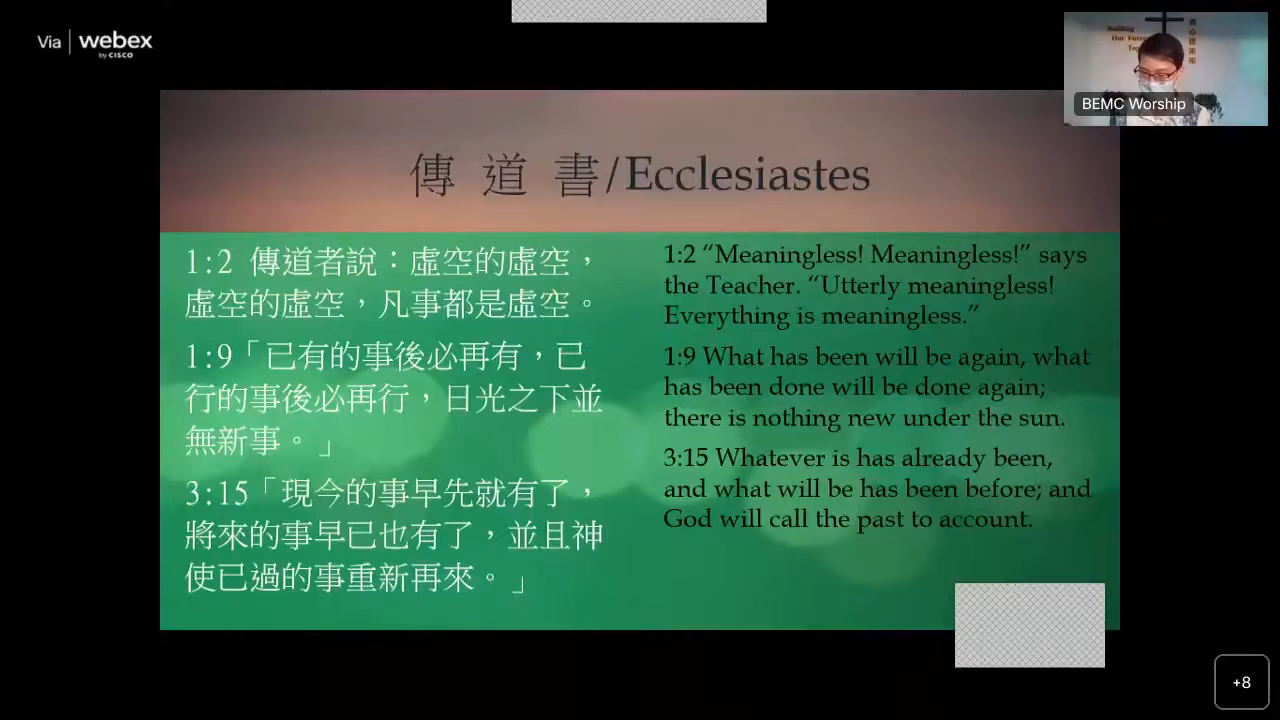 Via webex
by CISCO
Building
Our Future
BEMC Worship
傳 道 書/Ecclesiastes
1:2 傳道者說：虛空的虛空，
虛空的虛空，凡事都是虛空。
1:9「已有的事後必再有，已
行的事後必再行，日光之下並
無新事。」
3:15「現今的事早先就有了，
將來的事早已也有了，並且神
使已過的事重新再來。」
1:2 “Meaningless! Meaningless!” says
the Teacher. “Utterly meaningless!
Everything is meaningless.”
1:9 What has been will be again, what
has been done will be done again;
there is nothing new under the sun.
3:15 Whatever is has already been,
and what will be has been before; and
God will call the past to account.
+8